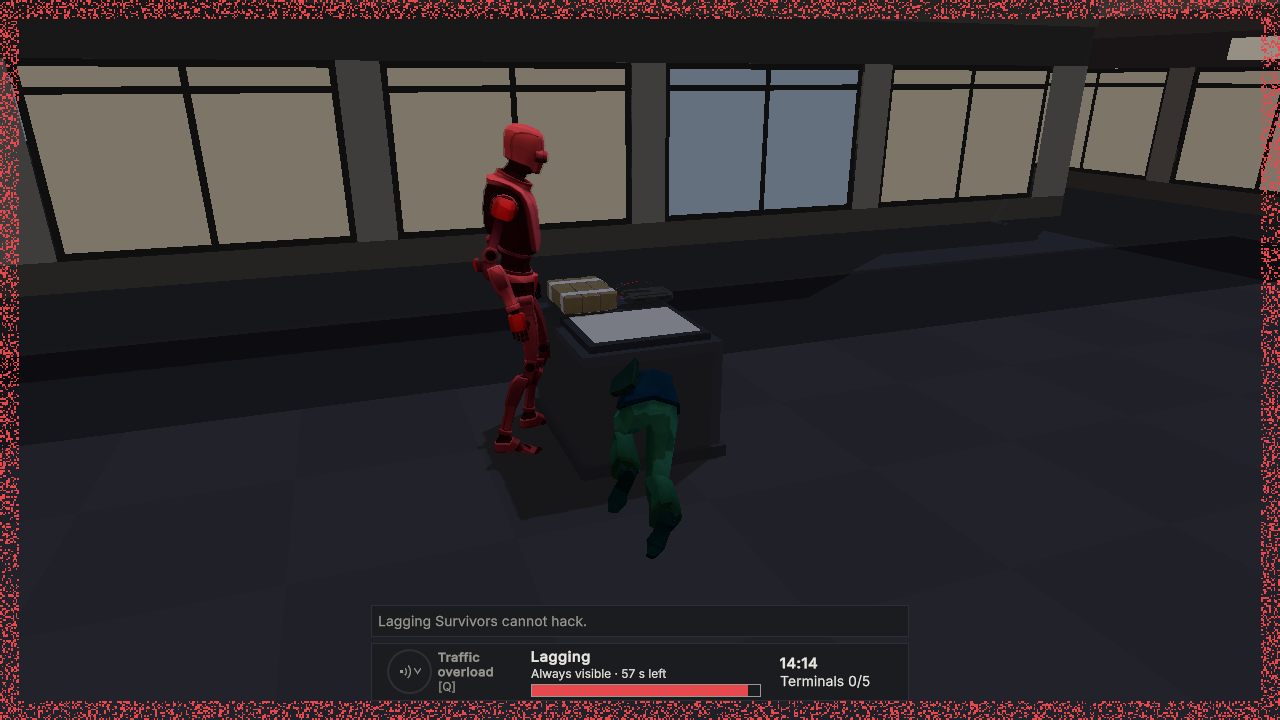 Lagging Survivors cannot hack.
Traffic
overload
[Q]
Lagging
Always visible · 57 s left
14:14
Terminals 0/5